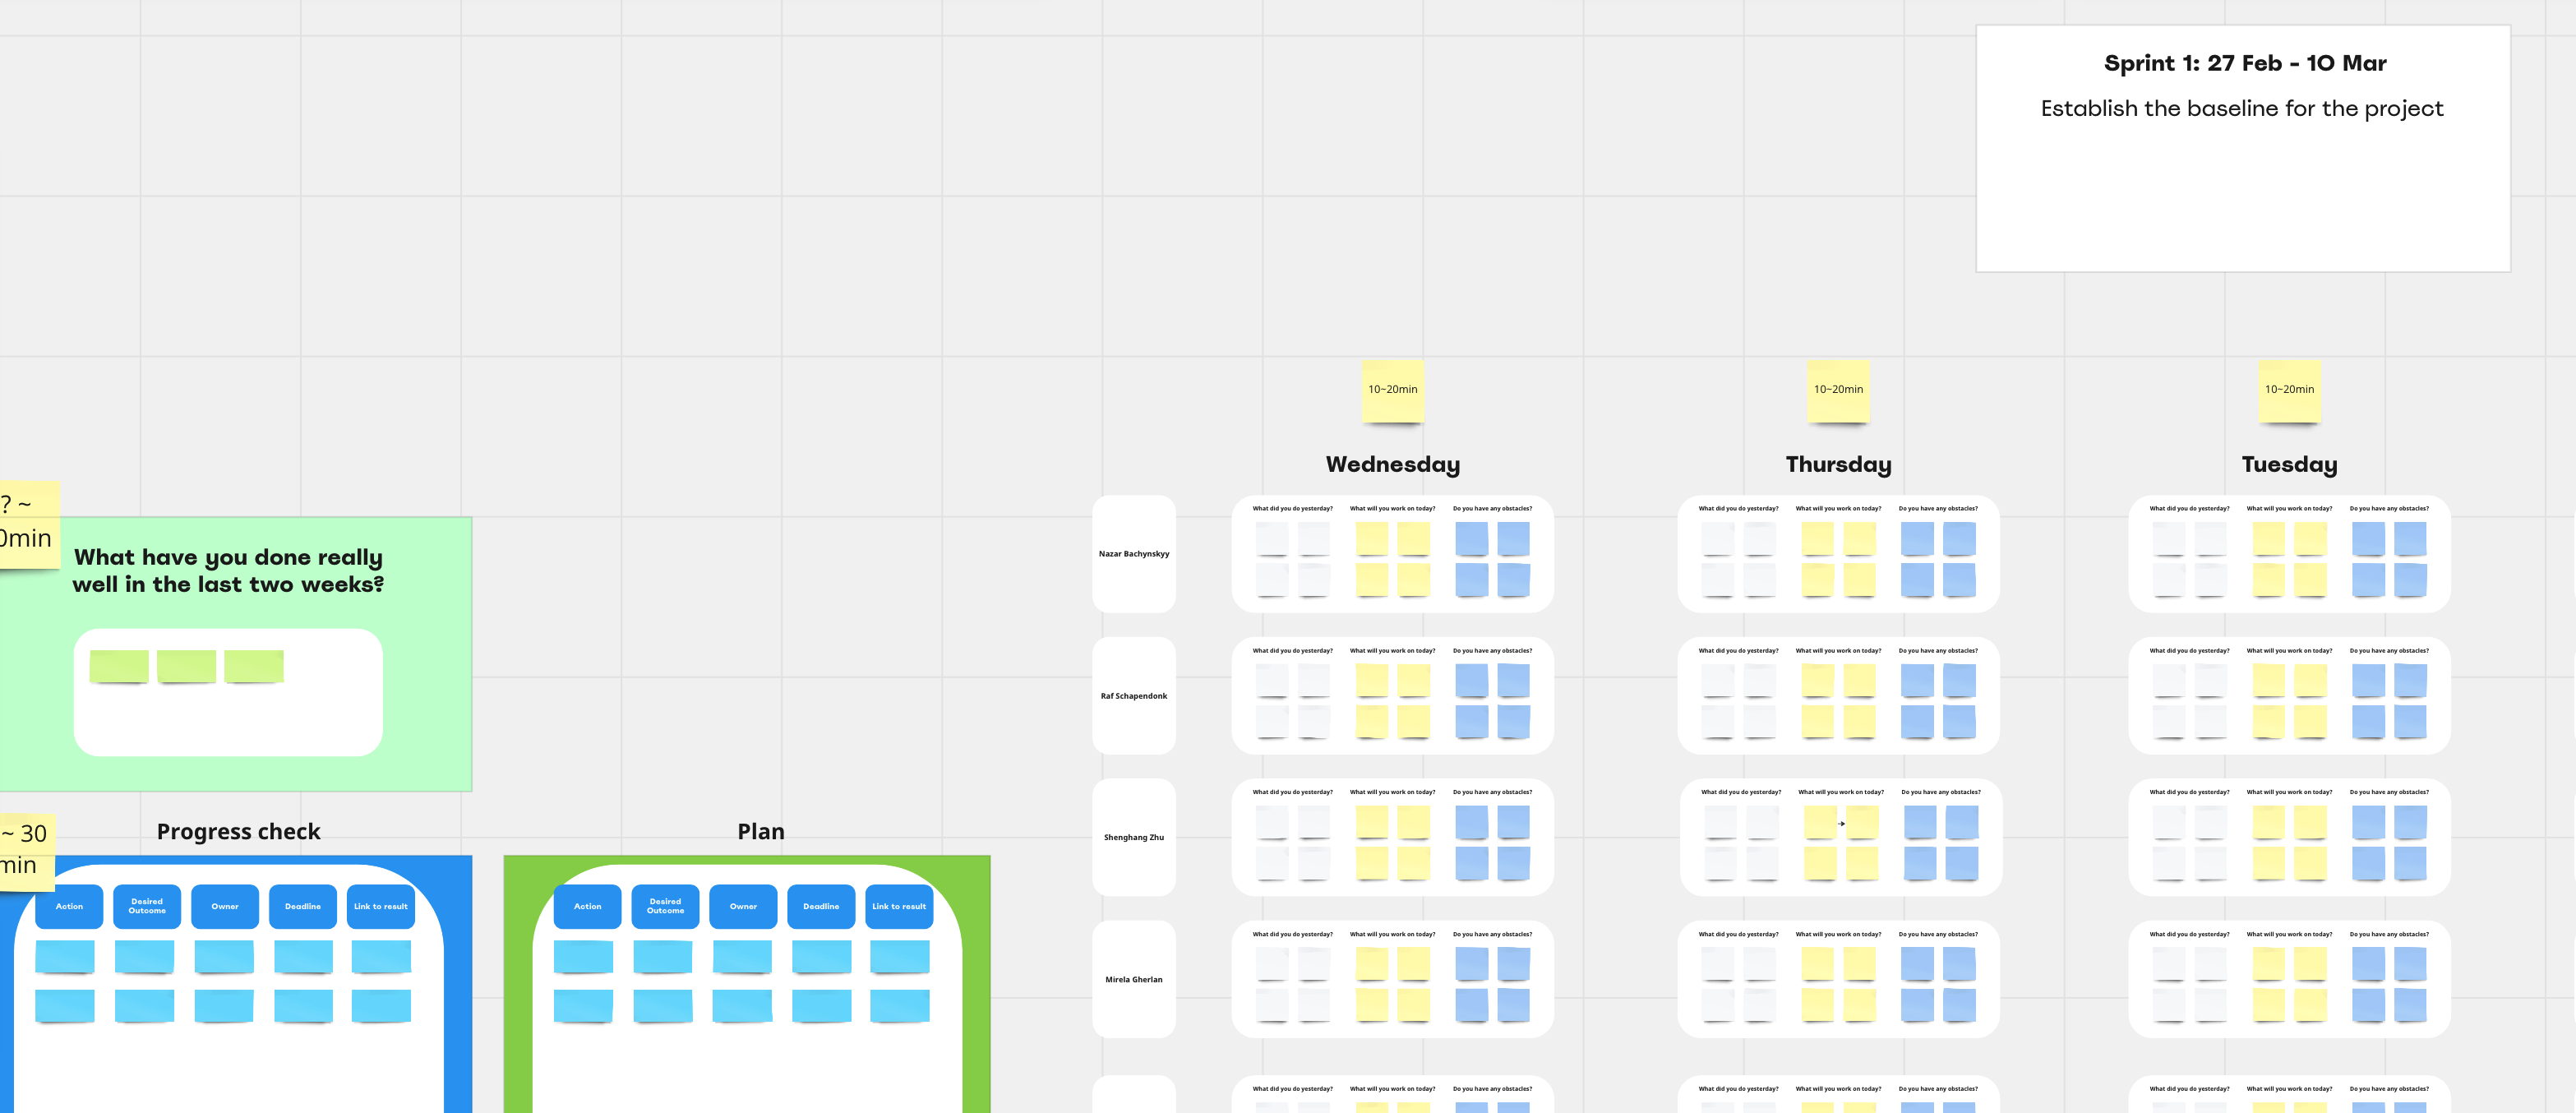 Sprint 1: 27 Feb - 10 Mar
Establish the baseline for the project
10~20min
10~20min
10~20min
Wednesday
Thursday
Tuesday
? ~
0min
What have you done really
well in the last two weeks?
Nazar Bachynskyy
What did you do yesterday? What will you work on today? Do you have any obstacles?
What did you do yesterday? What will you work on today? Do you have any obstacles?
What did you do yesterday? What will you work on today? Do you have any obstacles?
Raf Schapendonk
What did you do yesterday? What will you work on today? Do you have any obstacles?
What did you do yesterday? What will you work on today? Do you have any obstacles?
What did you do yesterday? What will you work on today? Do you have any obstacles?
Shenghang Zhu
What did you do yesterday? What will you work on today? Do you have any obstacles?
What did you do yesterday? What will you work on today? Do you have any obstacles?
What did you do yesterday? What will you work on today? Do you have any obstacles?
Mirela Gherlan
What did you do yesterday? What will you work on today? Do you have any obstacles?
What did you do yesterday? What will you work on today? Do you have any obstacles?
What did you do yesterday? What will you work on today? Do you have any obstacles?
What did you do yesterday? What will you work on today? Do you have any obstacles?
What did you do yesterday? What will you work on today? Do you have any obstacles?
What did you do yesterday? What will you work on today? Do you have any obstacles?
~ 30
min
Progress check
Action
Desired
Outcome
Owner
Deadline
Link to result
Plan
Action
Desired
Outcome
Owner
Deadline
Link to result